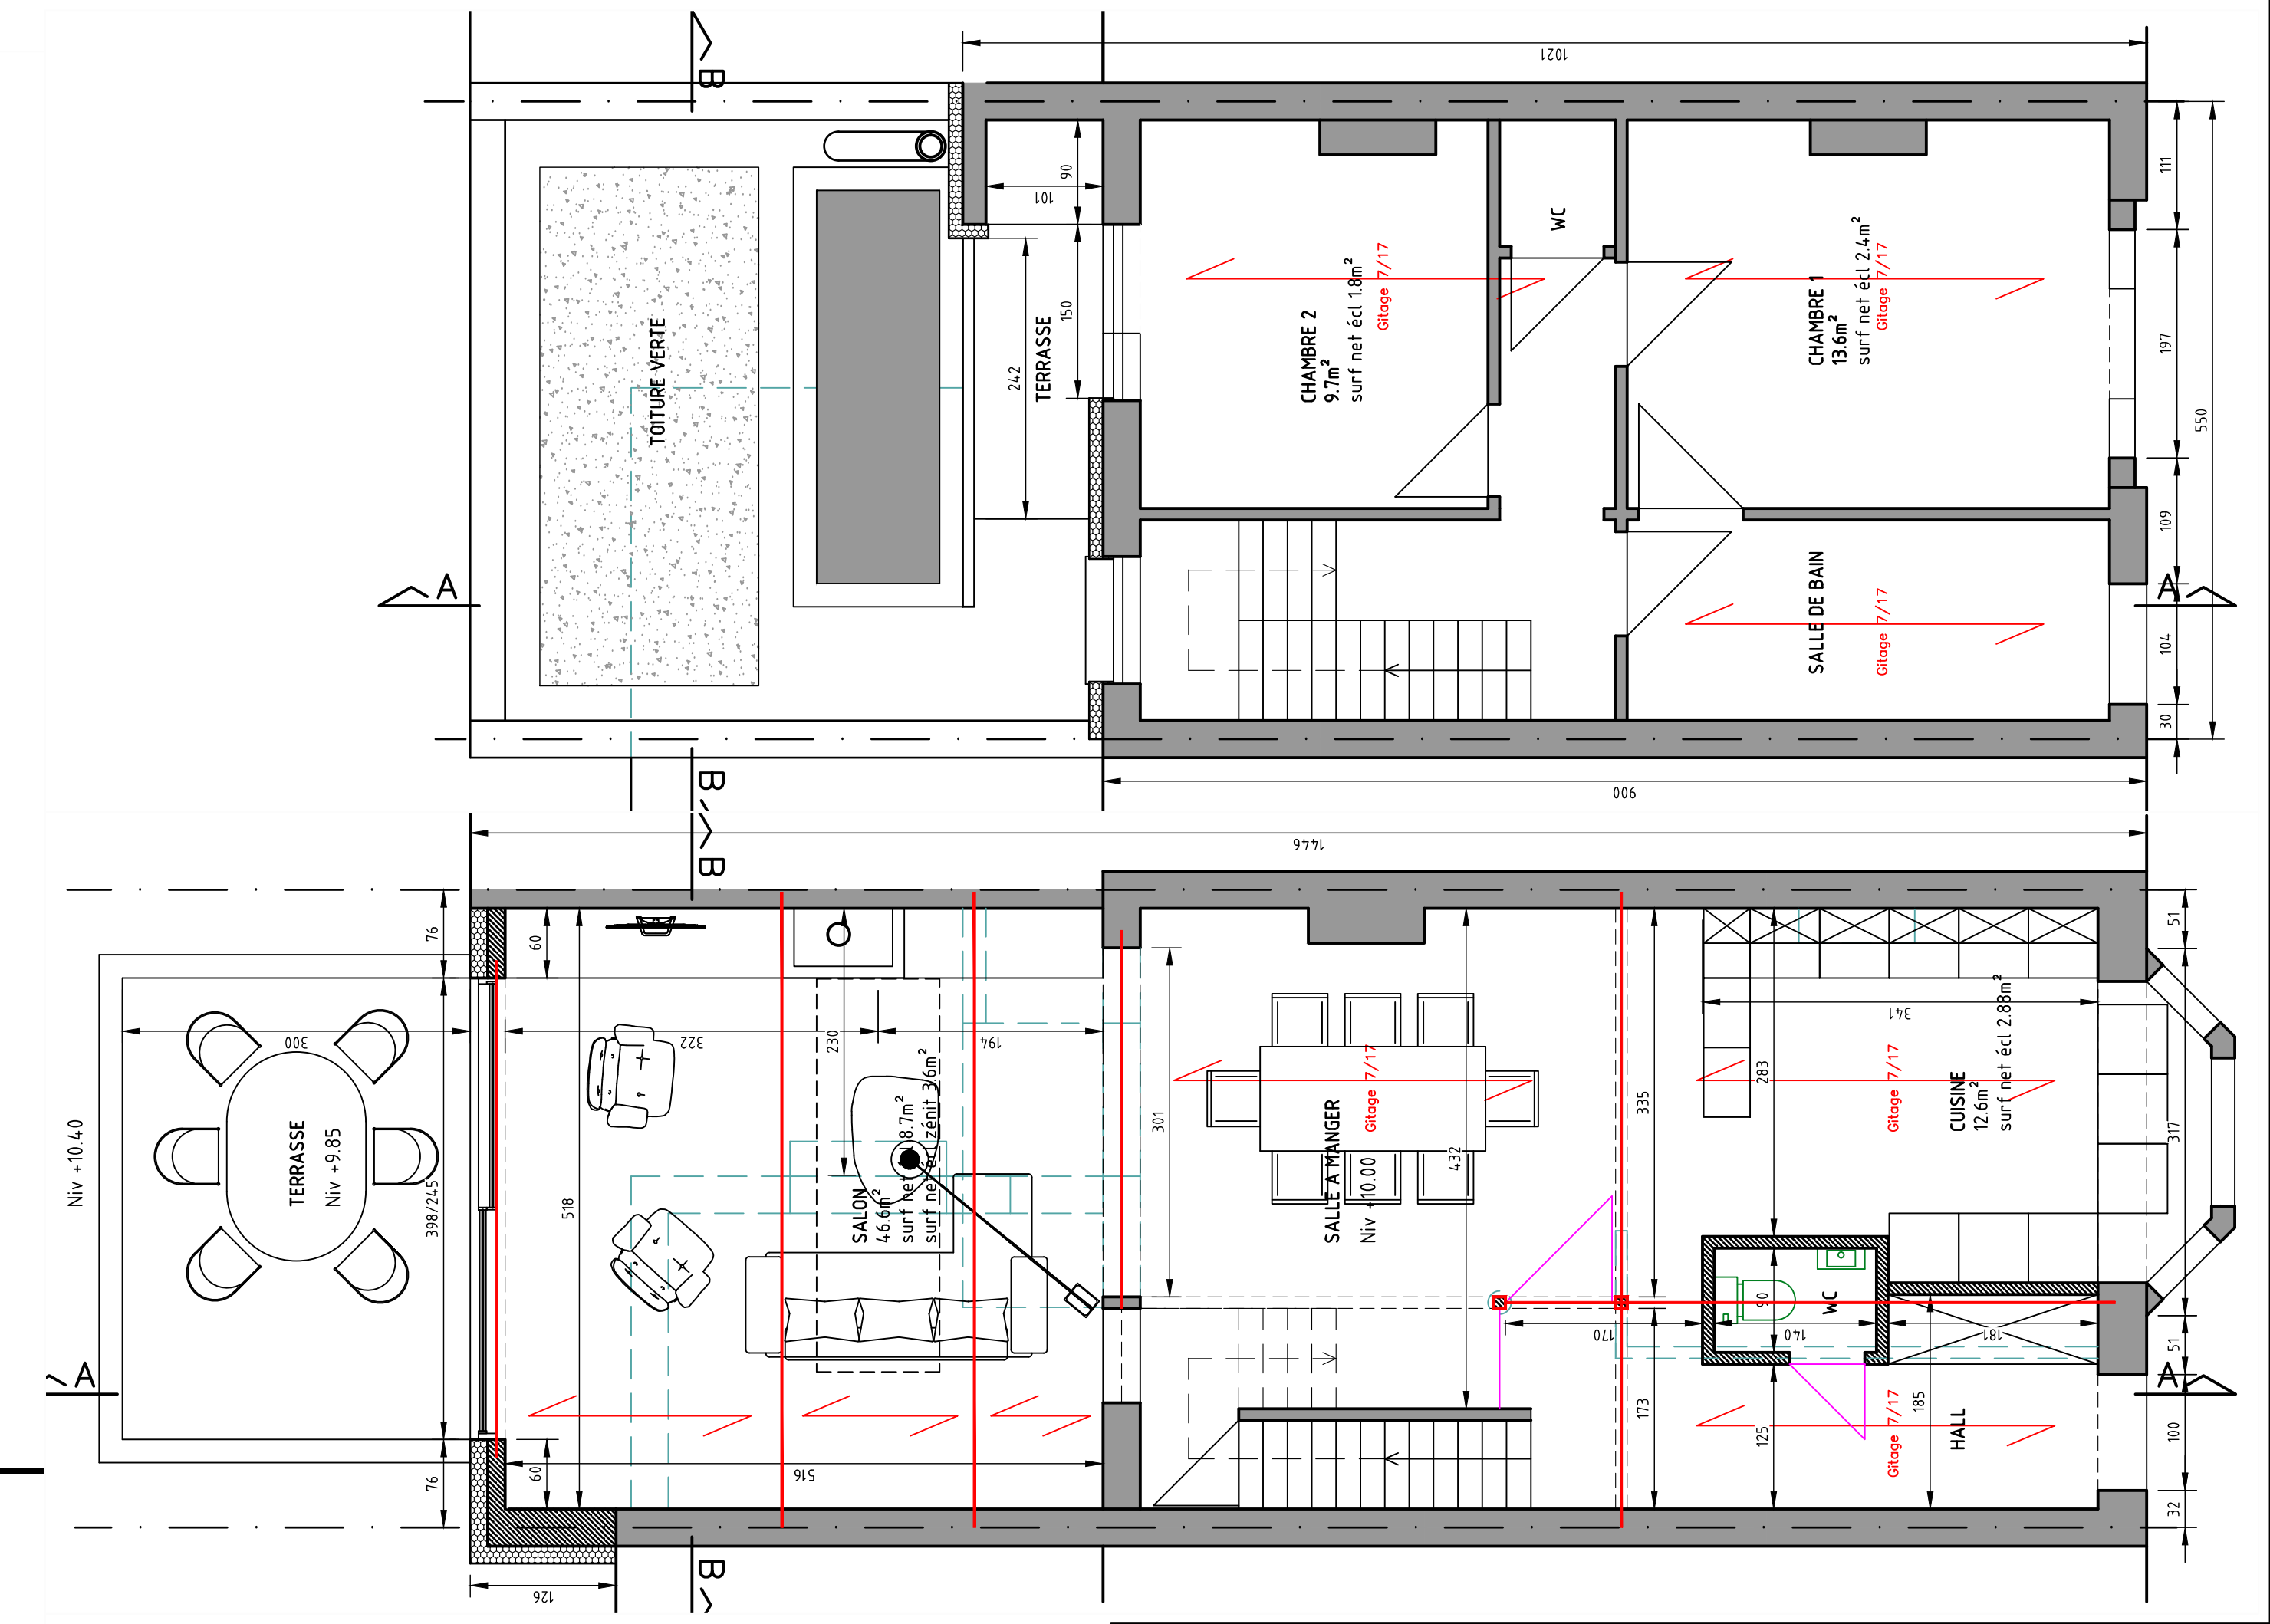 1021
B
90
101
111
WC
CHAMBRE 2
9.7m²
surf net écl 1.8m²
Gitage 7/17
CHAMBRE 1
13.6m²
surf net écl 2.4m²
Gitage 7/17
150
197
TOITURE VERTE
TERRASSE
242
550
109
A
A
SALLE DE BAIN
Gitage 7/17
104
30
B
900
1446
B
76
60
51
300
322
230
194
341
283
Niv +10.40
TERRASSE
Niv +9.85
398/245
518
SALON
46.6m²
surf net écl 8.7m²
surf net écl zénit 3.6m²
301
SALLE A MANGER
Niv +10.00
Gitage 7/17
432
335
CUISINE
12.6m²
surf net écl 2.88m²
Gitage 7/17
317
WC
90
170
140
181
51
A
A
173
125
185
HALL
Gitage 7/17
100
76
60
516
32
126
B